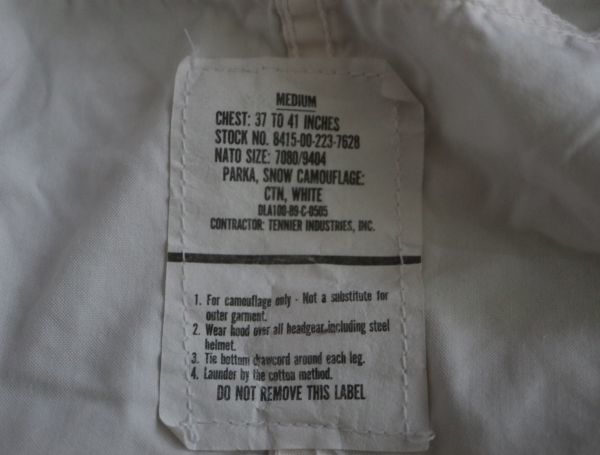 MEDIUM
CHEST: 37 TO 41 INCHES
STOCK NO. 8415-00-223-7628
NATO SIZE: 7080/9404
PARKA, SNOW CAMOUFLAGE:
CTN, WHITE
DLA100-89-C-0505
CONTRACTOR: TENNIER INDUSTRIES, INC.
1. For camouflage only - Not a substitute for
outer garment.
2. Wear hood over all headgear including steel
helmet.
3. Tie bottom drawcord around each leg.
4. Launder by the cotton method.
DO NOT REMOVE THIS LABEL